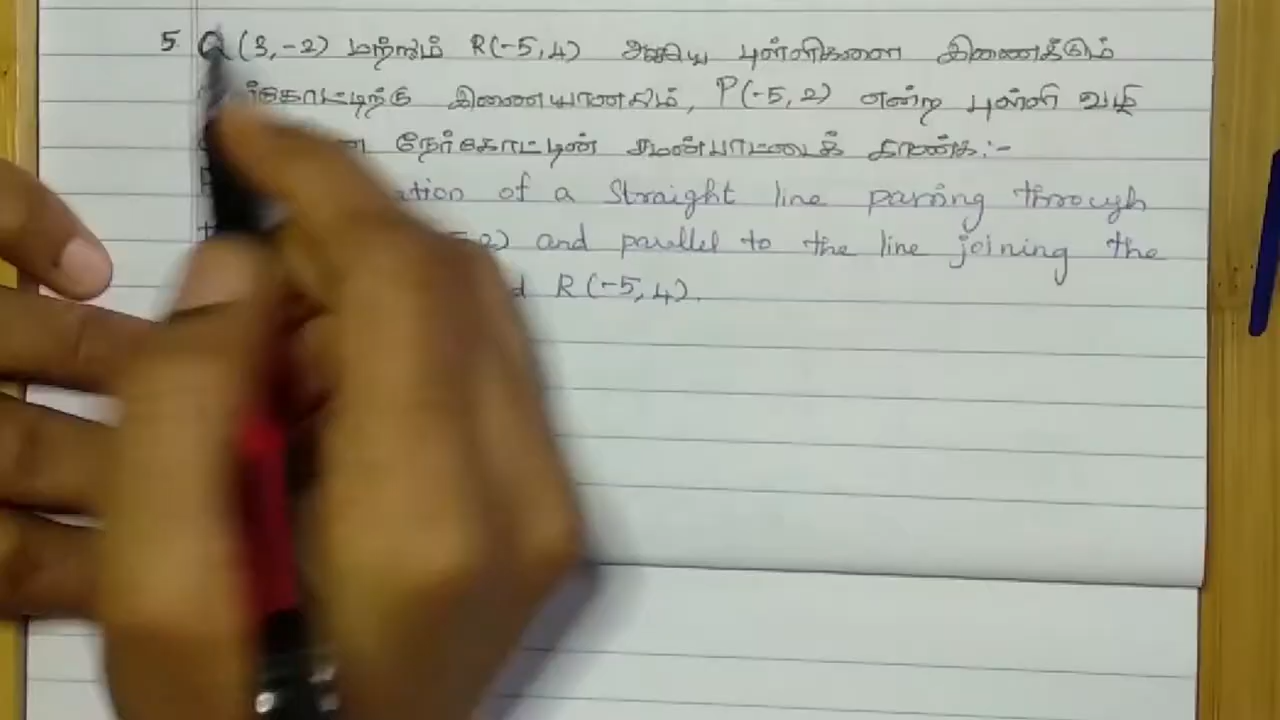 5. Q (3,-2) மற்றும் R(-5,4) ஆகிய புள்ளிகளை இணைக்கும்
இணையாணலும், P(-5,2) என்ற புள்ளி வழி
நேர்கோட்டின் சமன்பாட்டைக் காண்க:-
of a Straight line passing through
and parallel to the line joining the
R(-5,4).